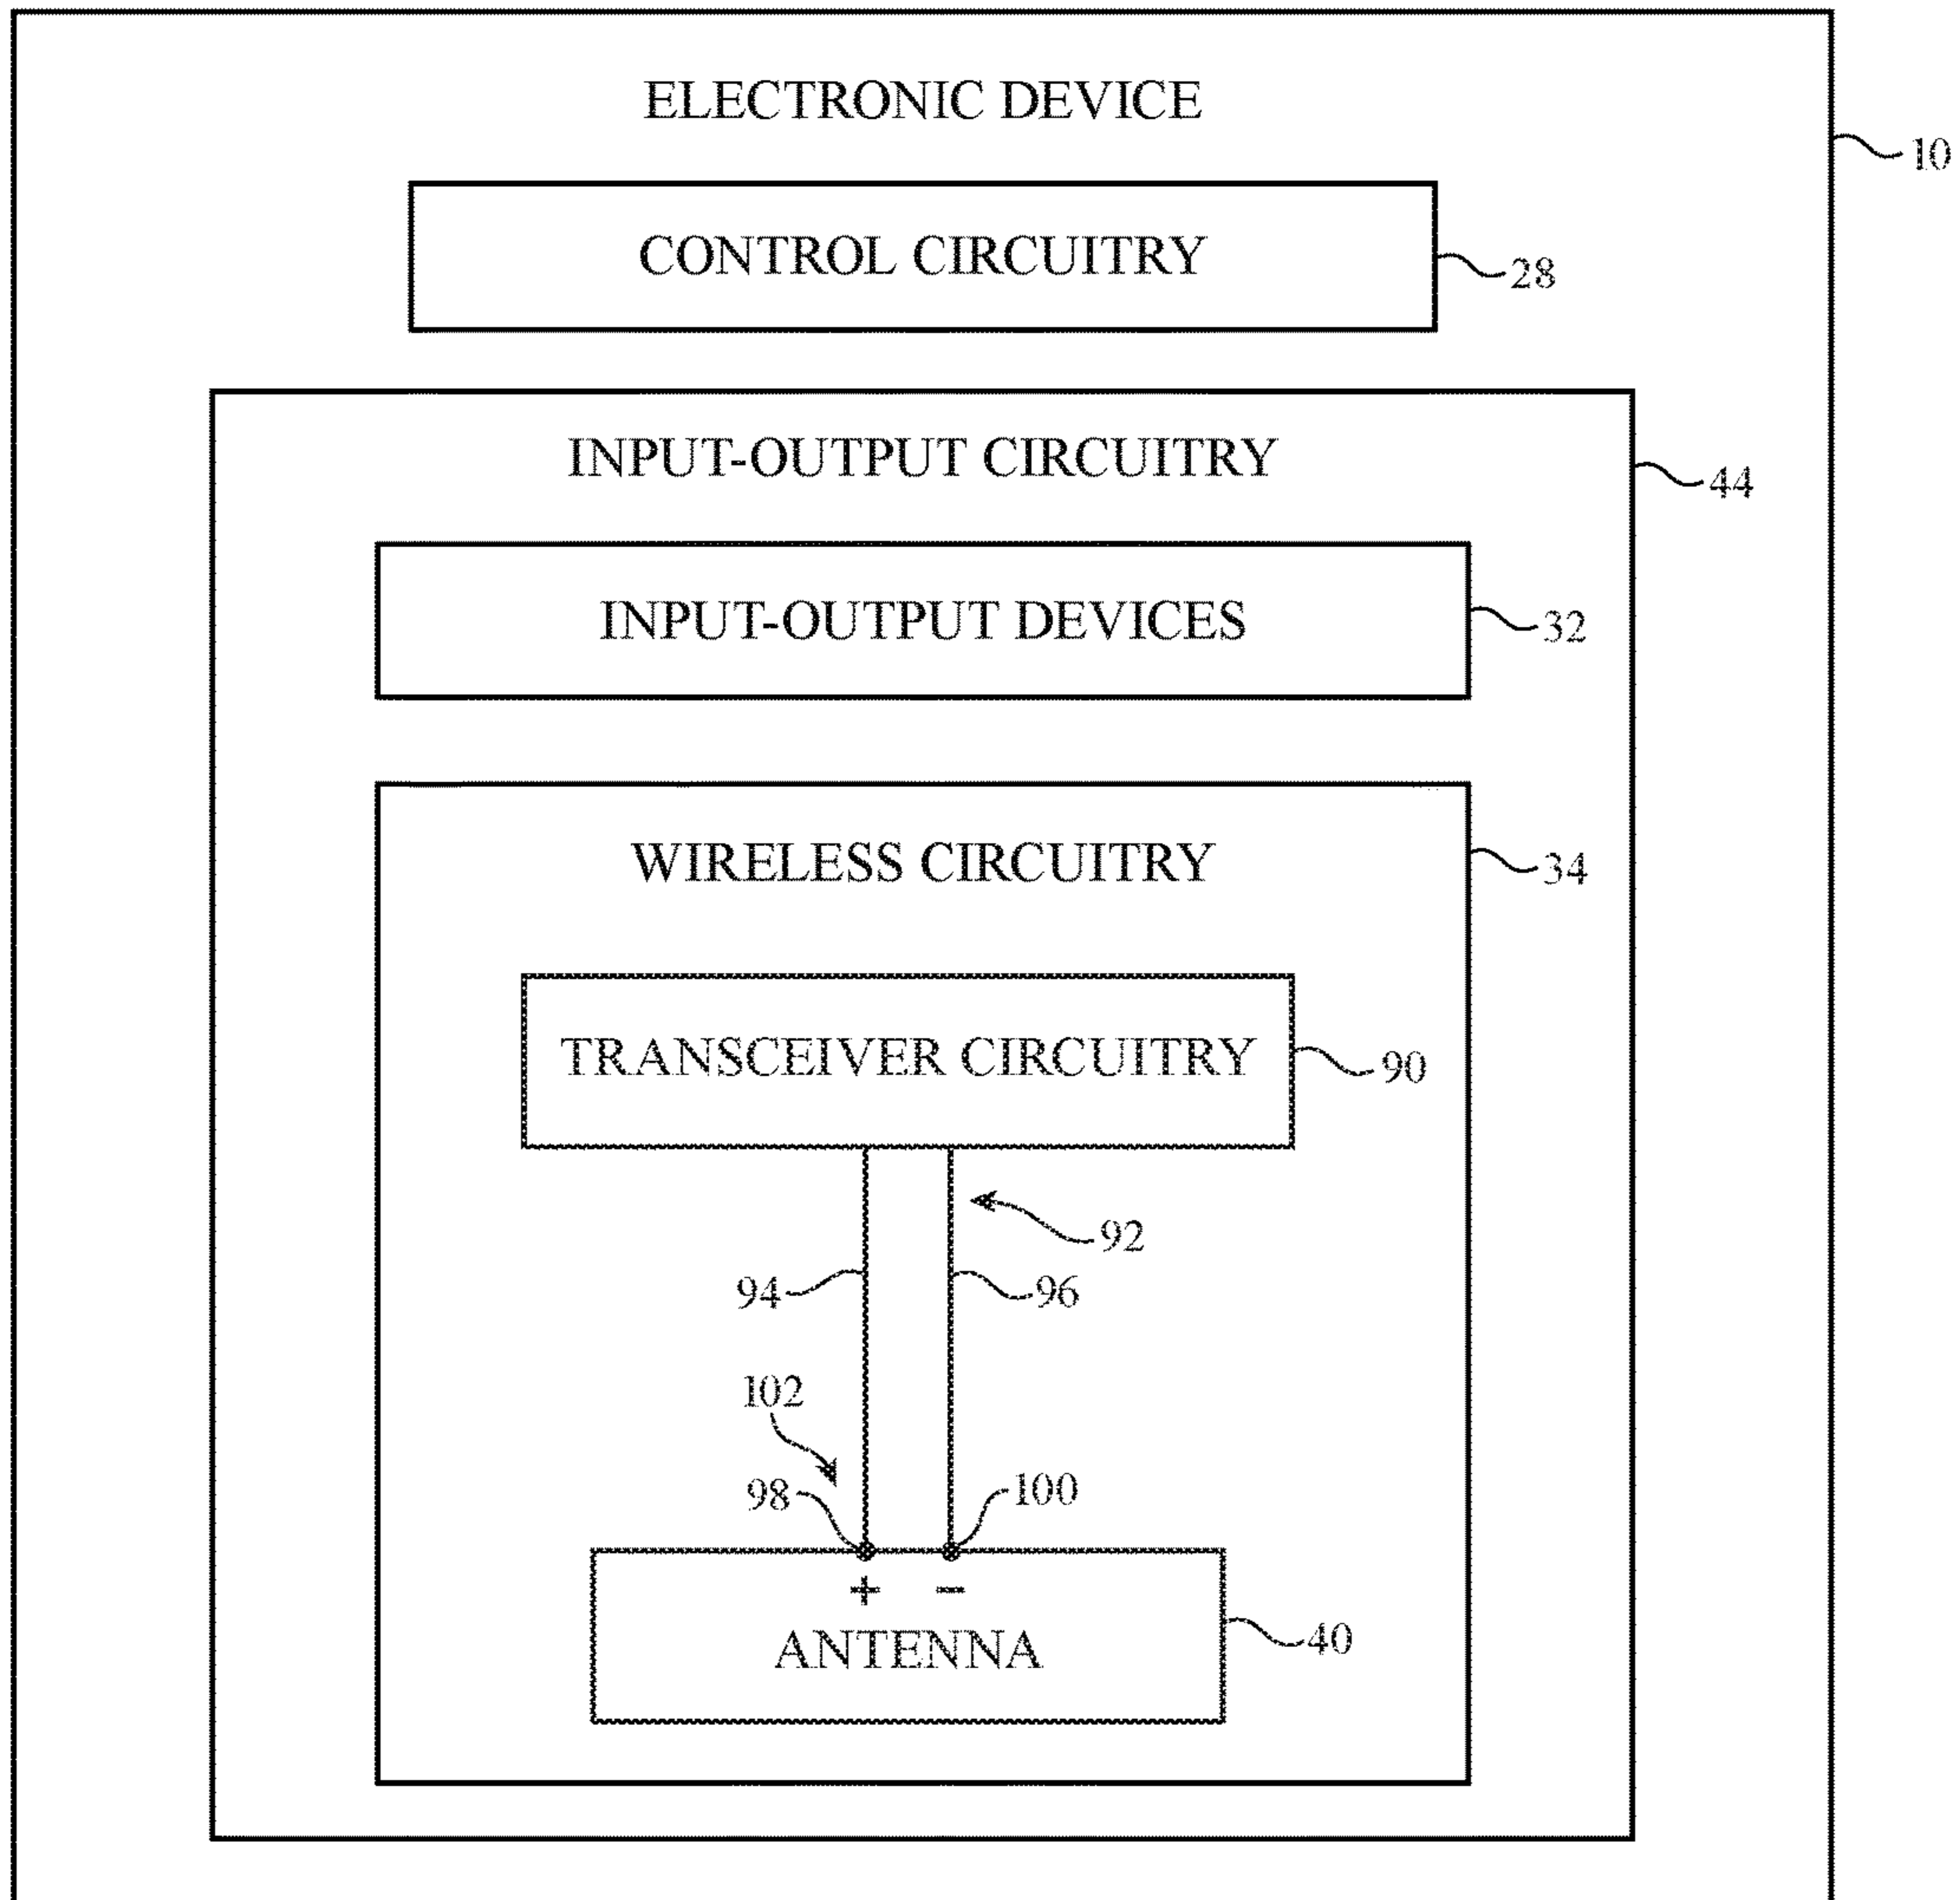 ELECTRONIC DEVICE
10
CONTROL CIRCUITRY
28
INPUT-OUTPUT CIRCUITRY
44
INPUT-OUTPUT DEVICES
32
WIRELESS CIRCUITRY
34
TRANSCEIVER CIRCUITRY
90
92
94
96
102
98
100
+ −
ANTENNA
40